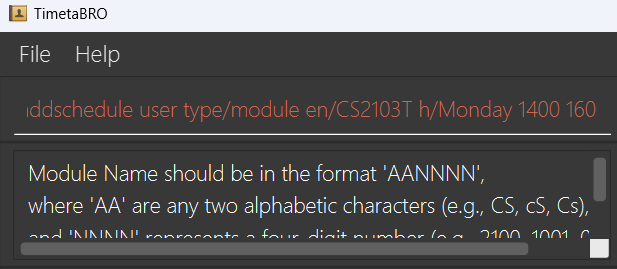 TimetaBRO
File Help
ddschedule user type/module en/CS2103T h/Monday 1400 160
Module Name should be in the format 'AANNNN',
where 'AA' are any two alphabetic characters (e.g., CS, cS, Cs),
and 'NNNN' represents a four-digit number (e.g., 2100, 1001, 0